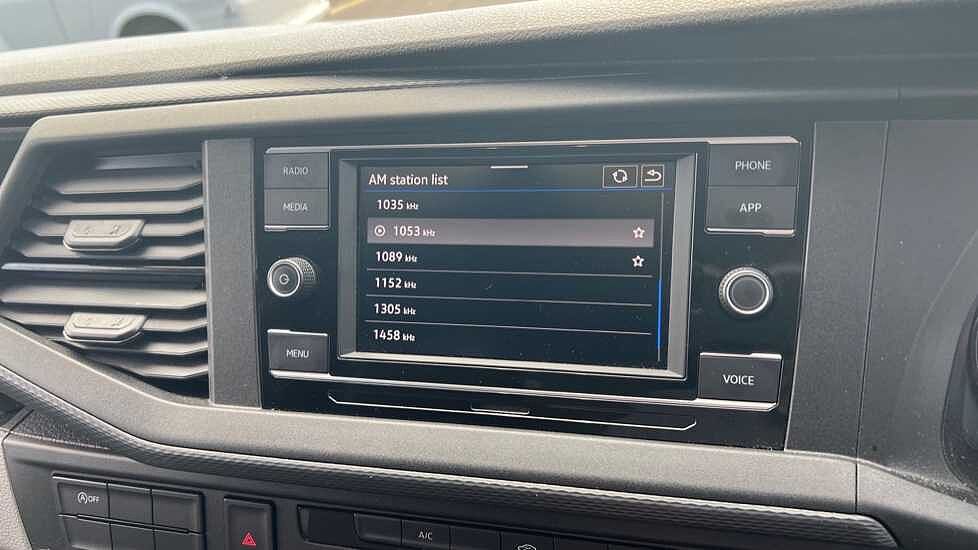 RADIO
MEDIA
AM station list
1035 kHz
1053 kHz
1089 kHz
1152 kHz
1305 kHz
1458 kHz
PHONE
APP
MENU
VOICE
A OFF
A/C